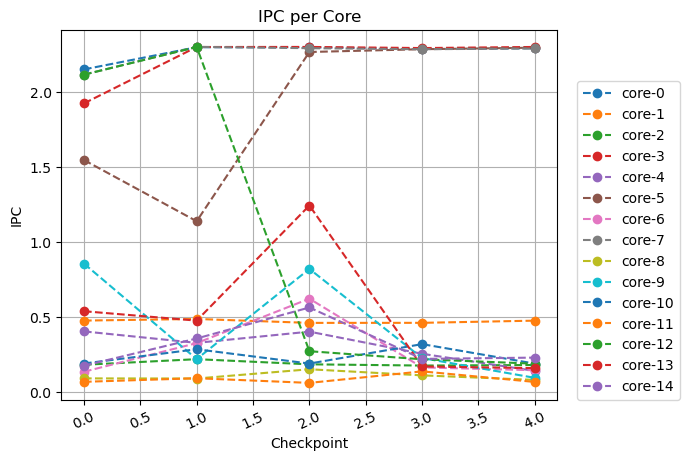 IPC per Core
IPC
2.0
1.5
1.0
0.5
0.0
0.0
0.5
1.0
1.5
2.0
2.5
3.0
3.5
4.0
Checkpoint
core-0
core-1
core-2
core-3
core-4
core-5
core-6
core-7
core-8
core-9
core-10
core-11
core-12
core-13
core-14